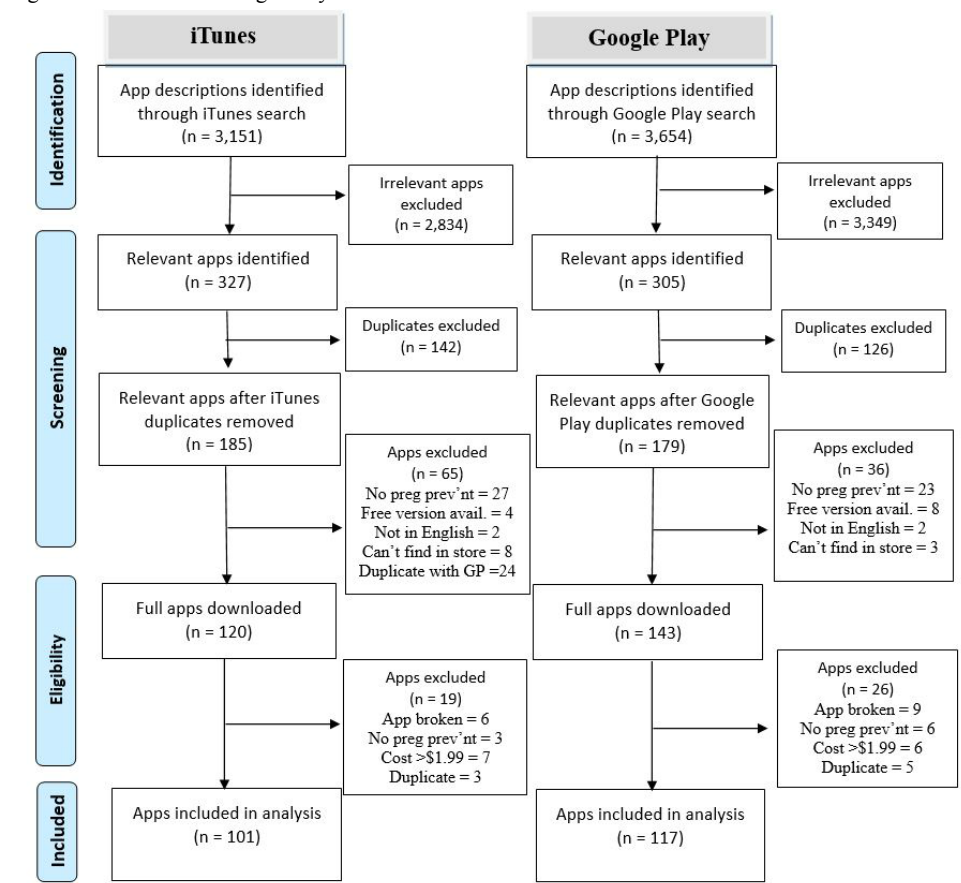 iTunes
Google Play
Identification
App descriptions identified
through iTunes search
(n = 3,151)
App descriptions identified
through Google Play search
(n = 3,654)
Irrelevant apps
excluded
(n = 2,834)
Irrelevant apps
excluded
(n = 3,349)
Screening
Relevant apps identified
(n = 327)
Relevant apps identified
(n = 305)
Duplicates excluded
(n = 142)
Duplicates excluded
(n = 126)
Relevant apps after iTunes
duplicates removed
(n = 185)
Relevant apps after Google
Play duplicates removed
(n = 179)
Apps excluded
(n = 65)
No preg prev’nt = 27
Free version avail. = 4
Not in English = 2
Can’t find in store = 8
Duplicate with GP =24
Apps excluded
(n = 36)
No preg prev’nt = 23
Free version avail. = 8
Not in English = 2
Can’t find in store = 3
Eligibility
Full apps downloaded
(n = 120)
Full apps downloaded
(n = 143)
Apps excluded
(n = 19)
App broken = 6
No preg prev’nt = 3
Cost >$1.99 = 7
Duplicate = 3
Apps excluded
(n = 26)
App broken = 9
No preg prev’nt = 6
Cost >$1.99 = 6
Duplicate = 5
Included
Apps included in analysis
(n = 101)
Apps included in analysis
(n = 117)